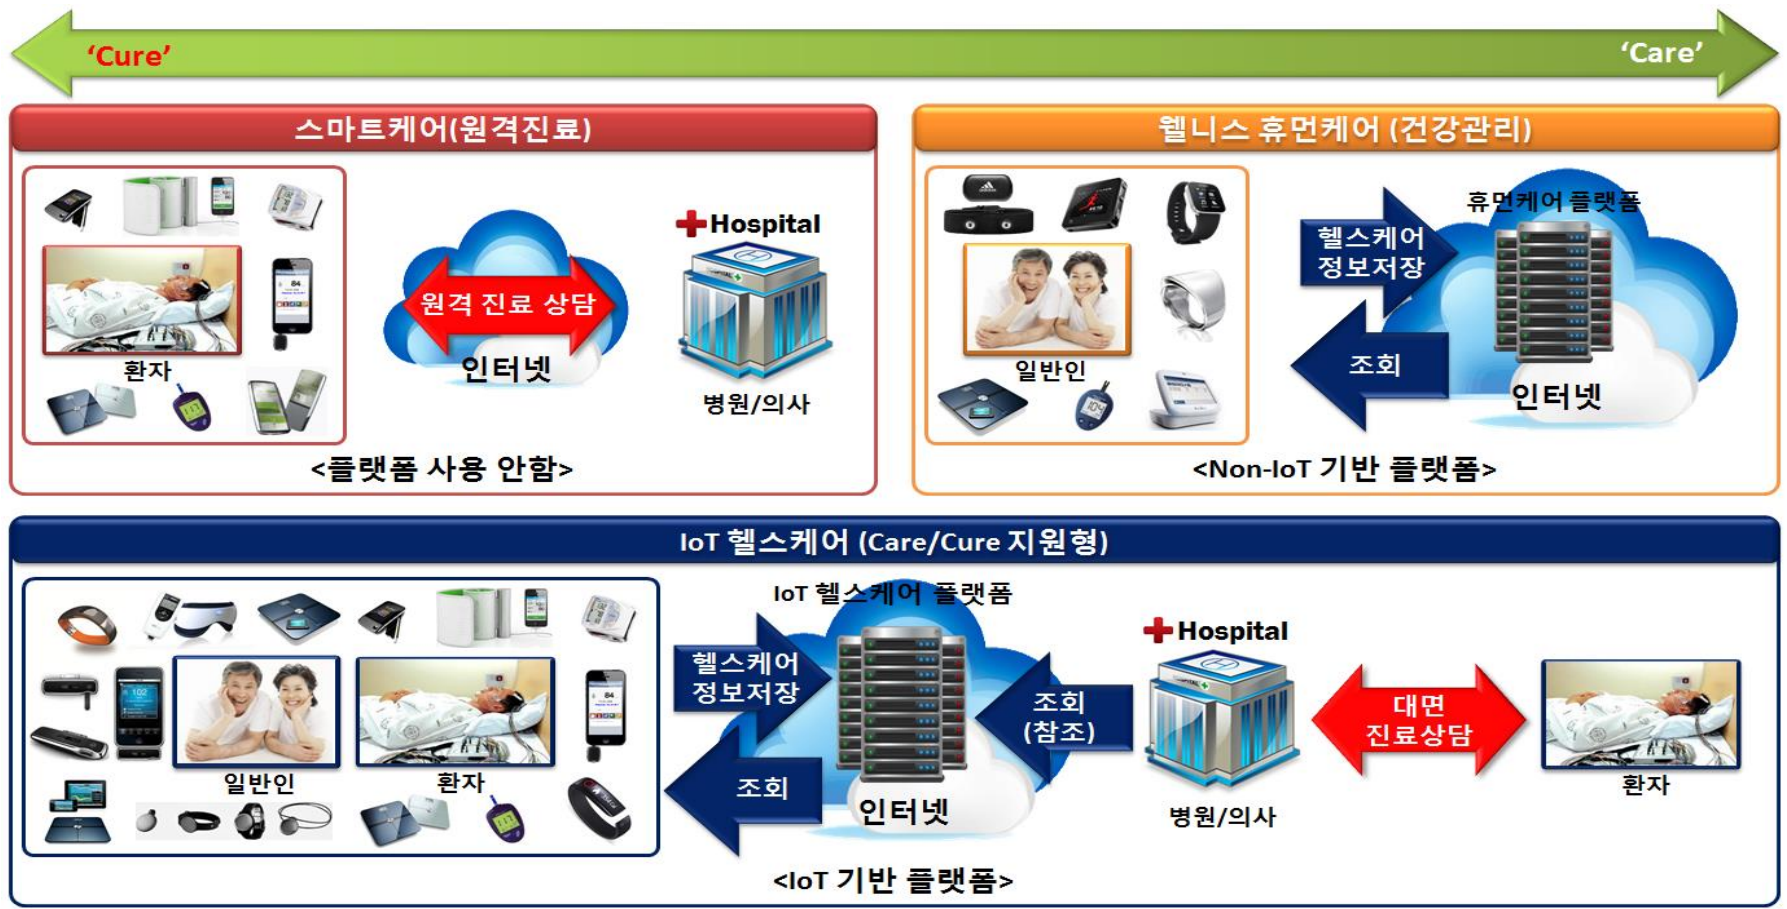 ‘Cure’
‘Care’
스마트케어(원격진료)
환자
원격 진료 상담
인터넷
Hospital
병원/의사
<플랫폼 사용 안함>
웰니스 휴먼케어 (건강관리)
일반인
헬스케어
정보저장
조회
휴먼케어 플랫폼
인터넷
<Non-IoT 기반 플랫폼>
IoT 헬스케어 (Care/Cure 지원형)
일반인
환자
헬스케어
정보저장
조회
IoT 헬스케어 플랫폼
인터넷
조회
(참조)
Hospital
병원/의사
대면
진료상담
환자
<IoT 기반 플랫폼>